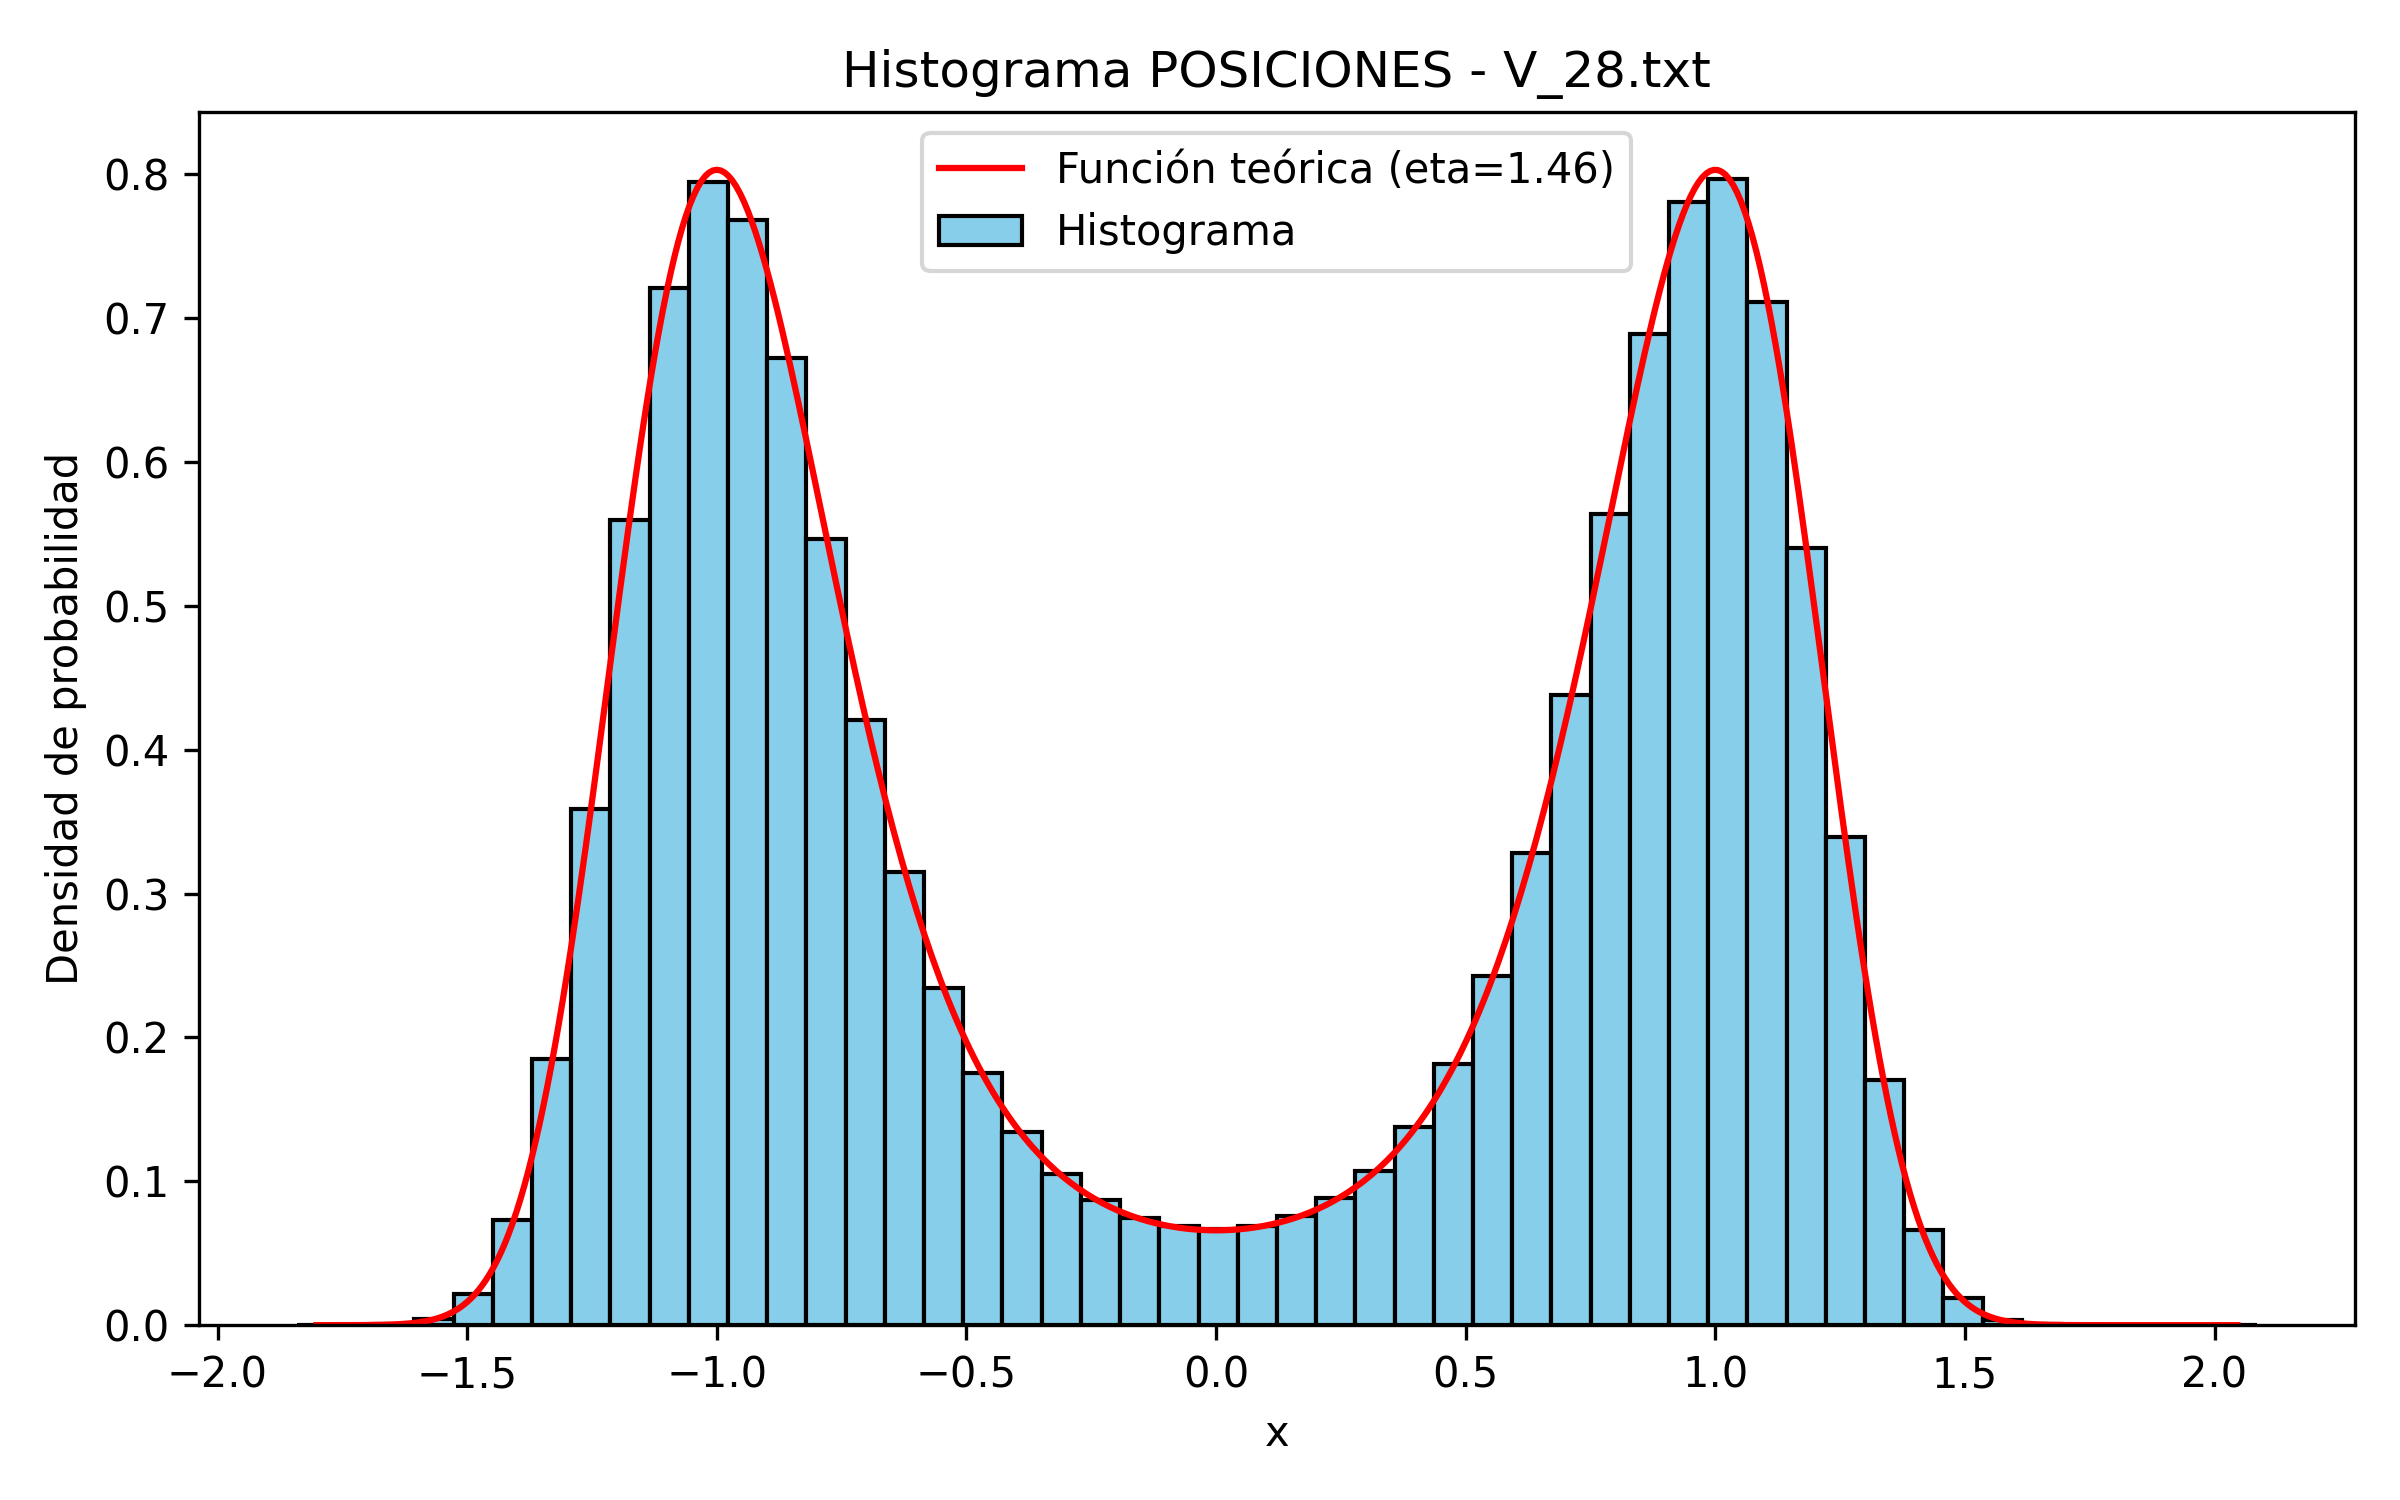 Histograma POSICIONES - V_28.txt
Función teórica (eta=1.46)
Histograma
Densidad de probabilidad
0.8
0.7
0.6
0.5
0.4
0.3
0.2
0.1
0.0
−2.0 −1.5 −1.0 −0.5 0.0 0.5 1.0 1.5 2.0
x